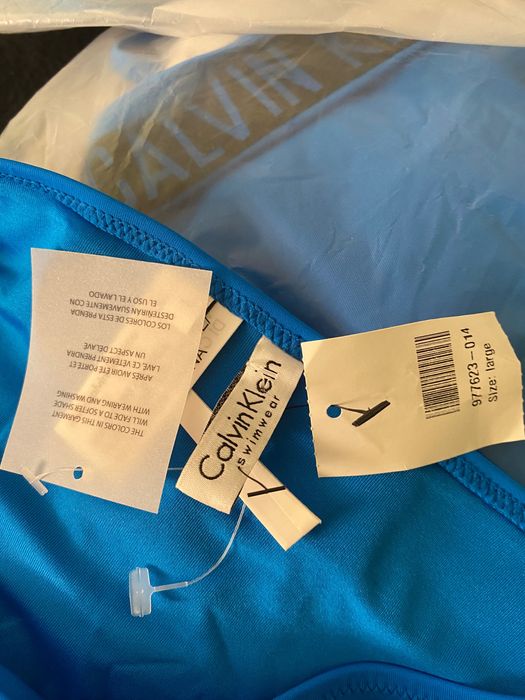 CALVIN K
THE COLORS IN THIS GARMENT
WILL FADE TO A SOFTER SHADE
WITH WEARING AND WASHING
APRÈS AVOIR ÉTÉ PORTÉ ET
LAVÉ CE VÊTEMENT PRENDRA
UN ASPECT DÉLAVÉ
LOS COLORES DE ESTA PRENDA
DESTEÑIRAN SUAVEMENTE CON
EL USO Y EL LAVADO
Calvin Klein
swimwear
977623-014
Size: large